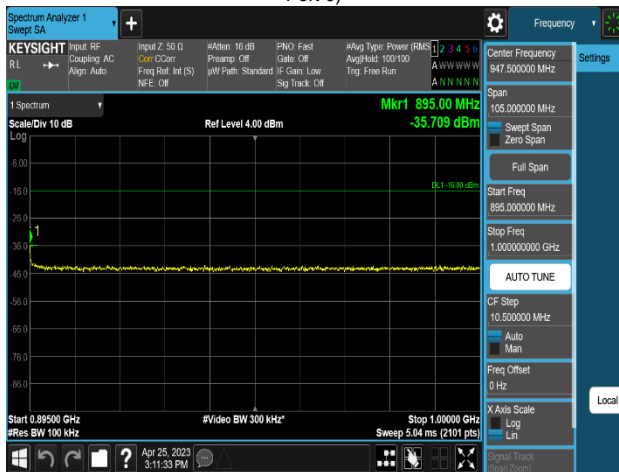 Spectrum Analyzer 1
Swept SA
Frequency
KEYSIGHT
RL
Input: RF
Coupling: AC
Align: Auto
Input Z: 50 Ω
Corr CCorr
Freq Ref: Int (S)
NFE: Off
#Atten: 16 dB
Preamp: Off
µW Path: Standard
PNO: Fast
Gate: Off
IF Gain: Low
Sig Track: Off
#Avg Type: Power (RMS
Avg|Hold: 100/100
Trig: Free Run
1 2 3 4 5 6
A W W W W W
A N N N N N
1 Spectrum
Scale/Div 10 dB
Log
Ref Level 4.00 dBm
Mkr1 895.00 MHz
-35.709 dBm
-6.00
-16.0
DL1 -16.00 dBm
-26.0
1
-36.0
-46.0
-56.0
-66.0
-76.0
-86.0
Start 0.89500 GHz
#Res BW 100 kHz
#Video BW 300 kHz*
Stop 1.00000 GHz
Sweep 5.04 ms (2101 pts)
Apr 25, 2023
3:11:33 PM
Center Frequency
947.500000 MHz
Settings
Span
105.000000 MHz
Swept Span
Zero Span
Full Span
Start Freq
895.000000 MHz
Stop Freq
1.000000000 GHz
AUTO TUNE
CF Step
10.500000 MHz
Auto
Man
Freq Offset
0 Hz
X Axis Scale
Log
Lin
Local
Signal Track
(Span Zoom)